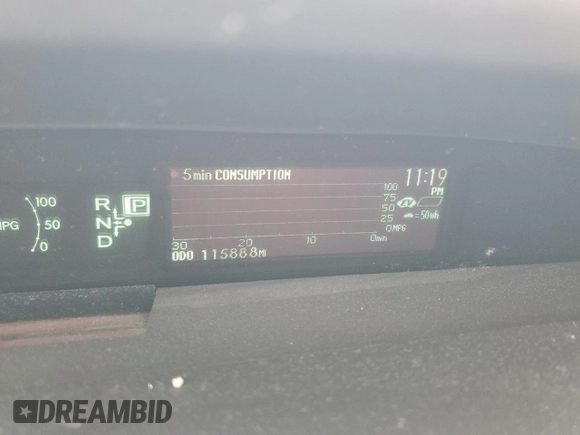 5min CONSUMPTION 11:19
PM
100
75
50
25
0MPG
=50Wh
30 20 10 0min
ODO 115888MI
MPG
100
50
0
R P
N
D
DREAMBID